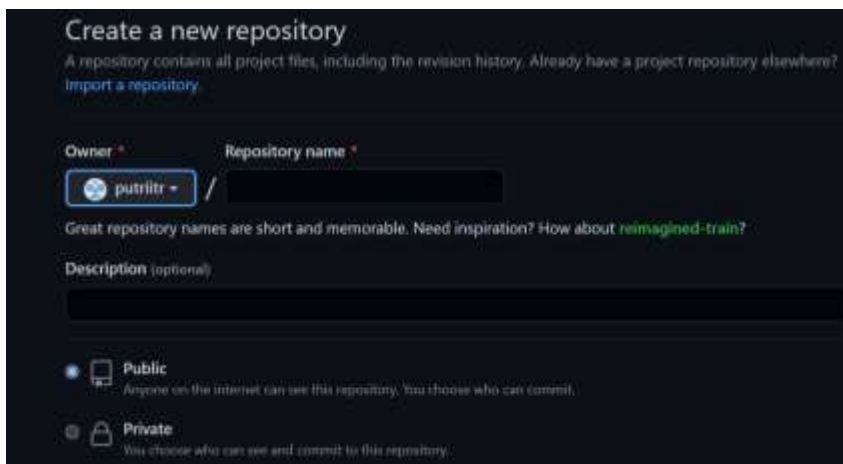 Create a new repository
A repository contains all project files, including the revision history. Already have a project repository elsewhere?
Import a repository.
Owner * Repository name *
putriitr /
Great repository names are short and memorable. Need inspiration? How about reimagined-train?
Description (optional)
Public
Anyone on the internet can see this repository. You choose who can commit.
Private
You choose who can see and commit to this repository.